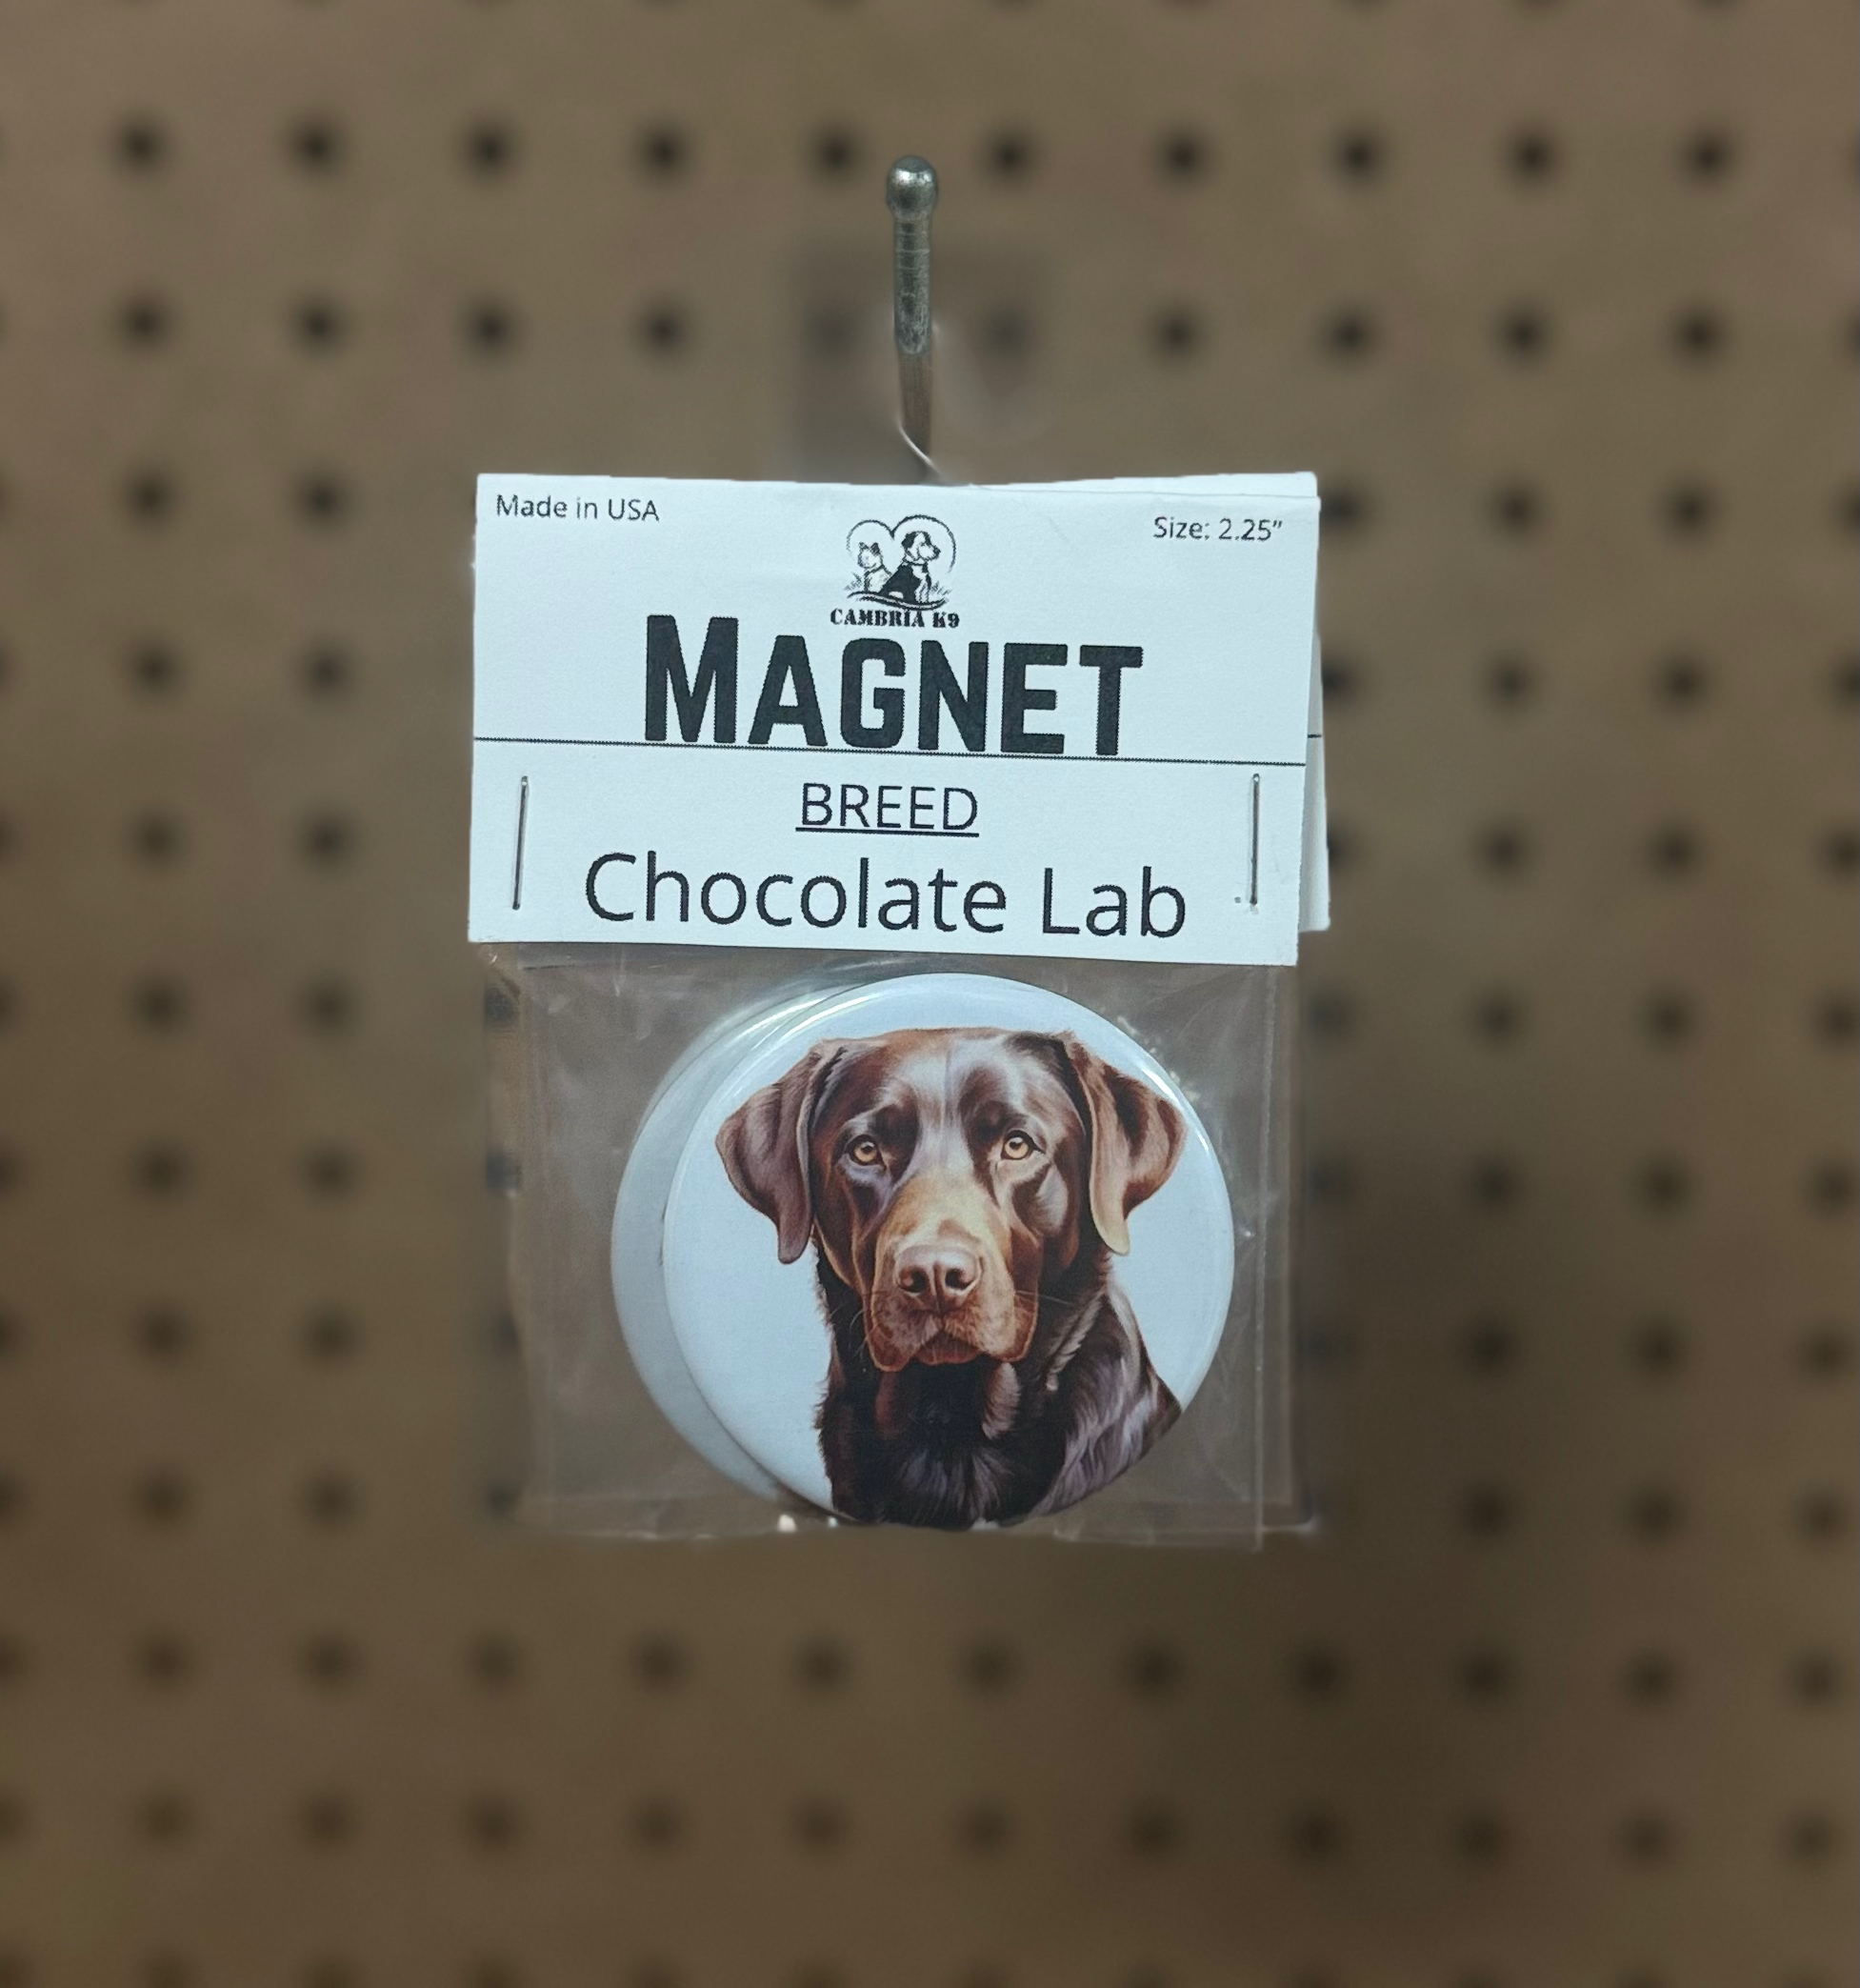 Made in USA
Size: 2.25”
CAMBRIA K9
MAGNET
BREED
Chocolate Lab